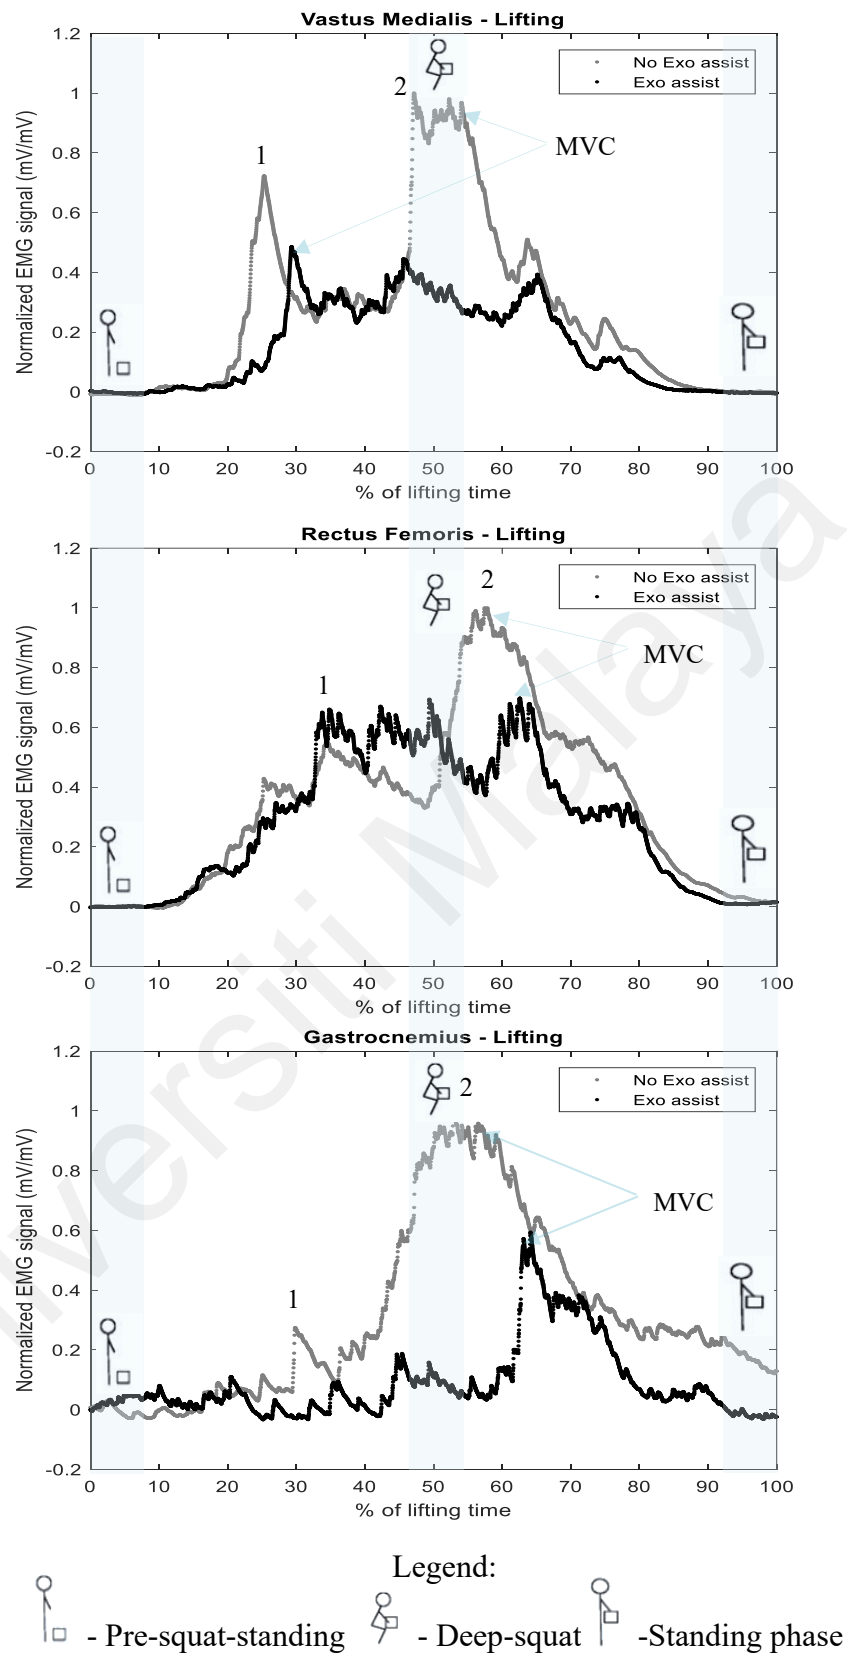 Vastus Medialis - Lifting
1.2
1
0.8
0.6
0.4
0.2
0
-0.2
Normalized EMG signal (mV/mV)
No Exo assist
Exo assist
1
2
MVC
0 10 20 30 40 50 60 70 80 90 100
% of lifting time
Rectus Femoris - Lifting
1.2
1
0.8
0.6
0.4
0.2
0
-0.2
Normalized EMG signal (mV/mV)
No Exo assist
Exo assist
1
2
MVC
0 10 20 30 40 50 60 70 80 90 100
% of lifting time
Gastrocnemius - Lifting
1.2
1
0.8
0.6
0.4
0.2
0
-0.2
Normalized EMG signal (mV/mV)
No Exo assist
Exo assist
1
2
MVC
0 10 20 30 40 50 60 70 80 90 100
% of lifting time
Legend:
- Pre-squat-standing - Deep-squat -Standing phase
Malaya